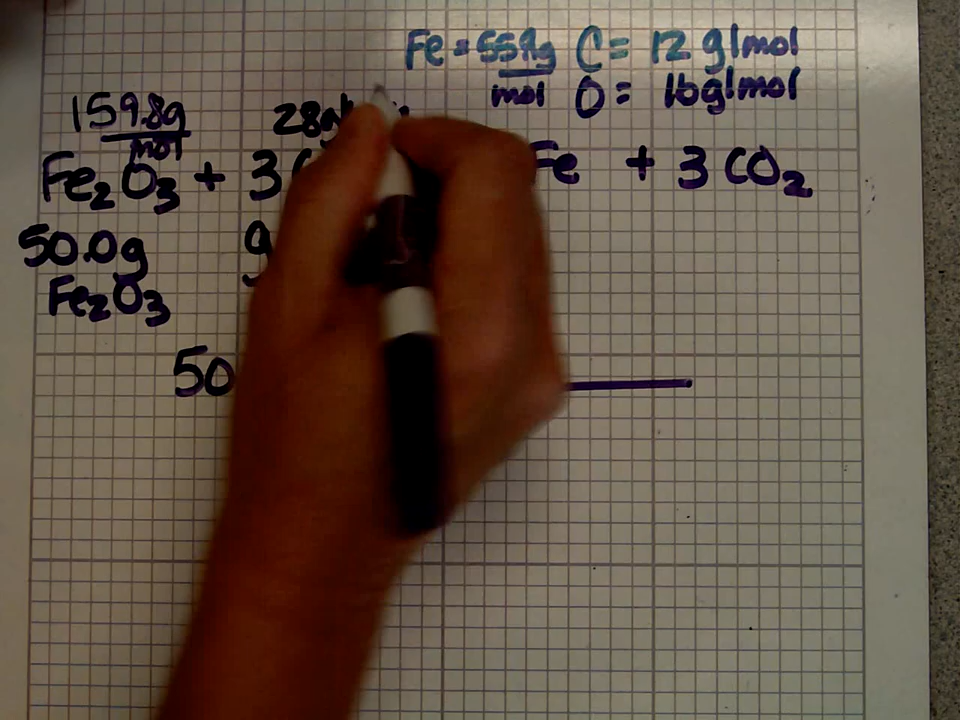 Fe = 55.9g/mol C = 12 g/mol
O = 16g/mol
159.8g/mol 28g
Fe2O3 + 3 Fe + 3 CO2
50.0g g
Fe2O3
50